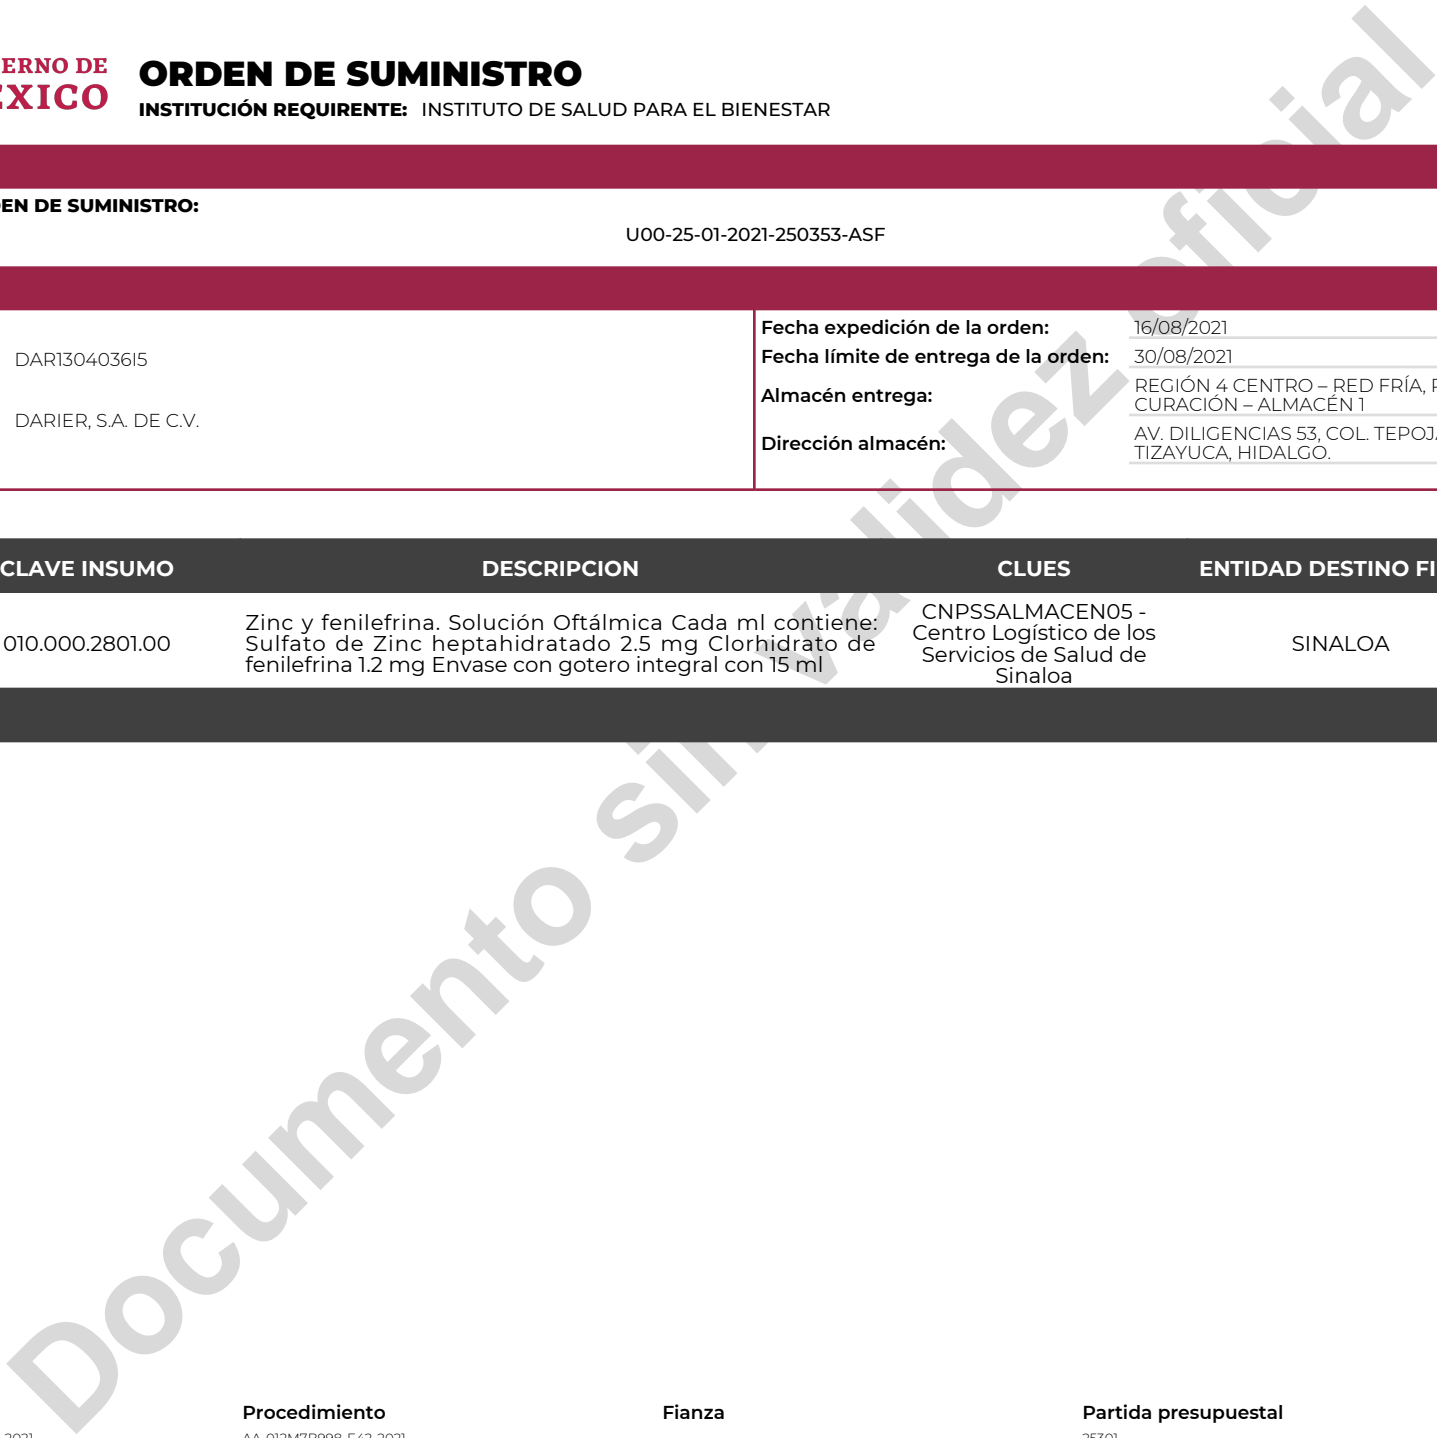 ERNO DE
ORDEN DE SUMINISTRO
INSTITUCIÓN REQUIRENTE: INSTITUTO DE SALUD PARA EL BIENESTAR
DE SUMINISTRO:
U00-25-01-2021-250353-ASF
DAR1304036I5
DARIER, S.A. DE C.V.
Fecha expedición de la orden: 16/08/2021
Fecha límite de entrega de la orden: 30/08/2021
Almacén entrega: REGIÓN 4 CENTRO – RED FRÍA,
CURACIÓN – ALMACÉN 1
Dirección almacén: AV. DILIGENCIAS 53, COL.
TIZAYUCA, HIDALGO.
CLAVE INSUMO DESCRIPCION CLUES ENTIDAD DESTINO
010.000.2801.00
Zinc y fenilefrina. Solución Oftálmica Cada ml contiene:
Sulfato de Zinc heptahidratado 2.5 mg Clorhidrato de
fenilefrina 1.2 mg Envase con gotero integral con 15 ml
CNPSSALMACEN05 -
Centro Logístico de los
Servicios de Salud de
Sinaloa
SINALOA
Documento sin validez oficial
Procedimiento Fianza Partida presupuestal